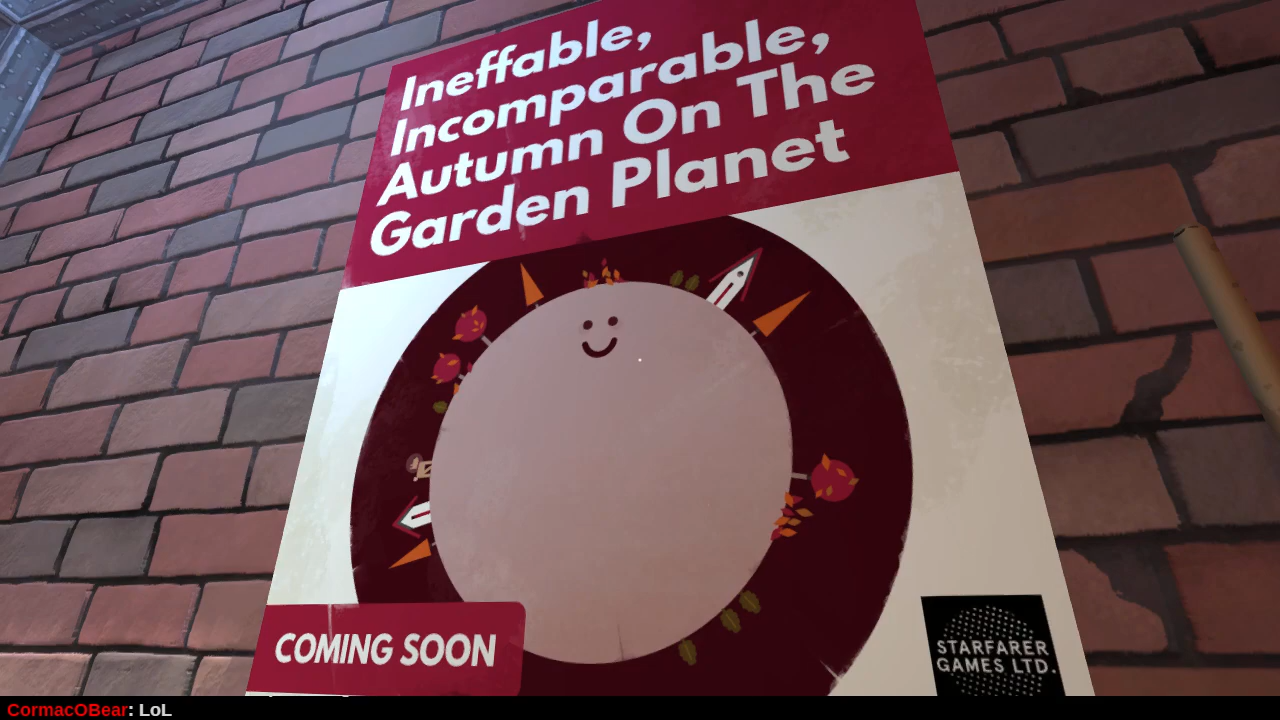 Ineffable,
Incomparable,
Autumn On The
Garden Planet
COMING SOON
STARFARER
GAMES LTD.
CormacOBear: LoL